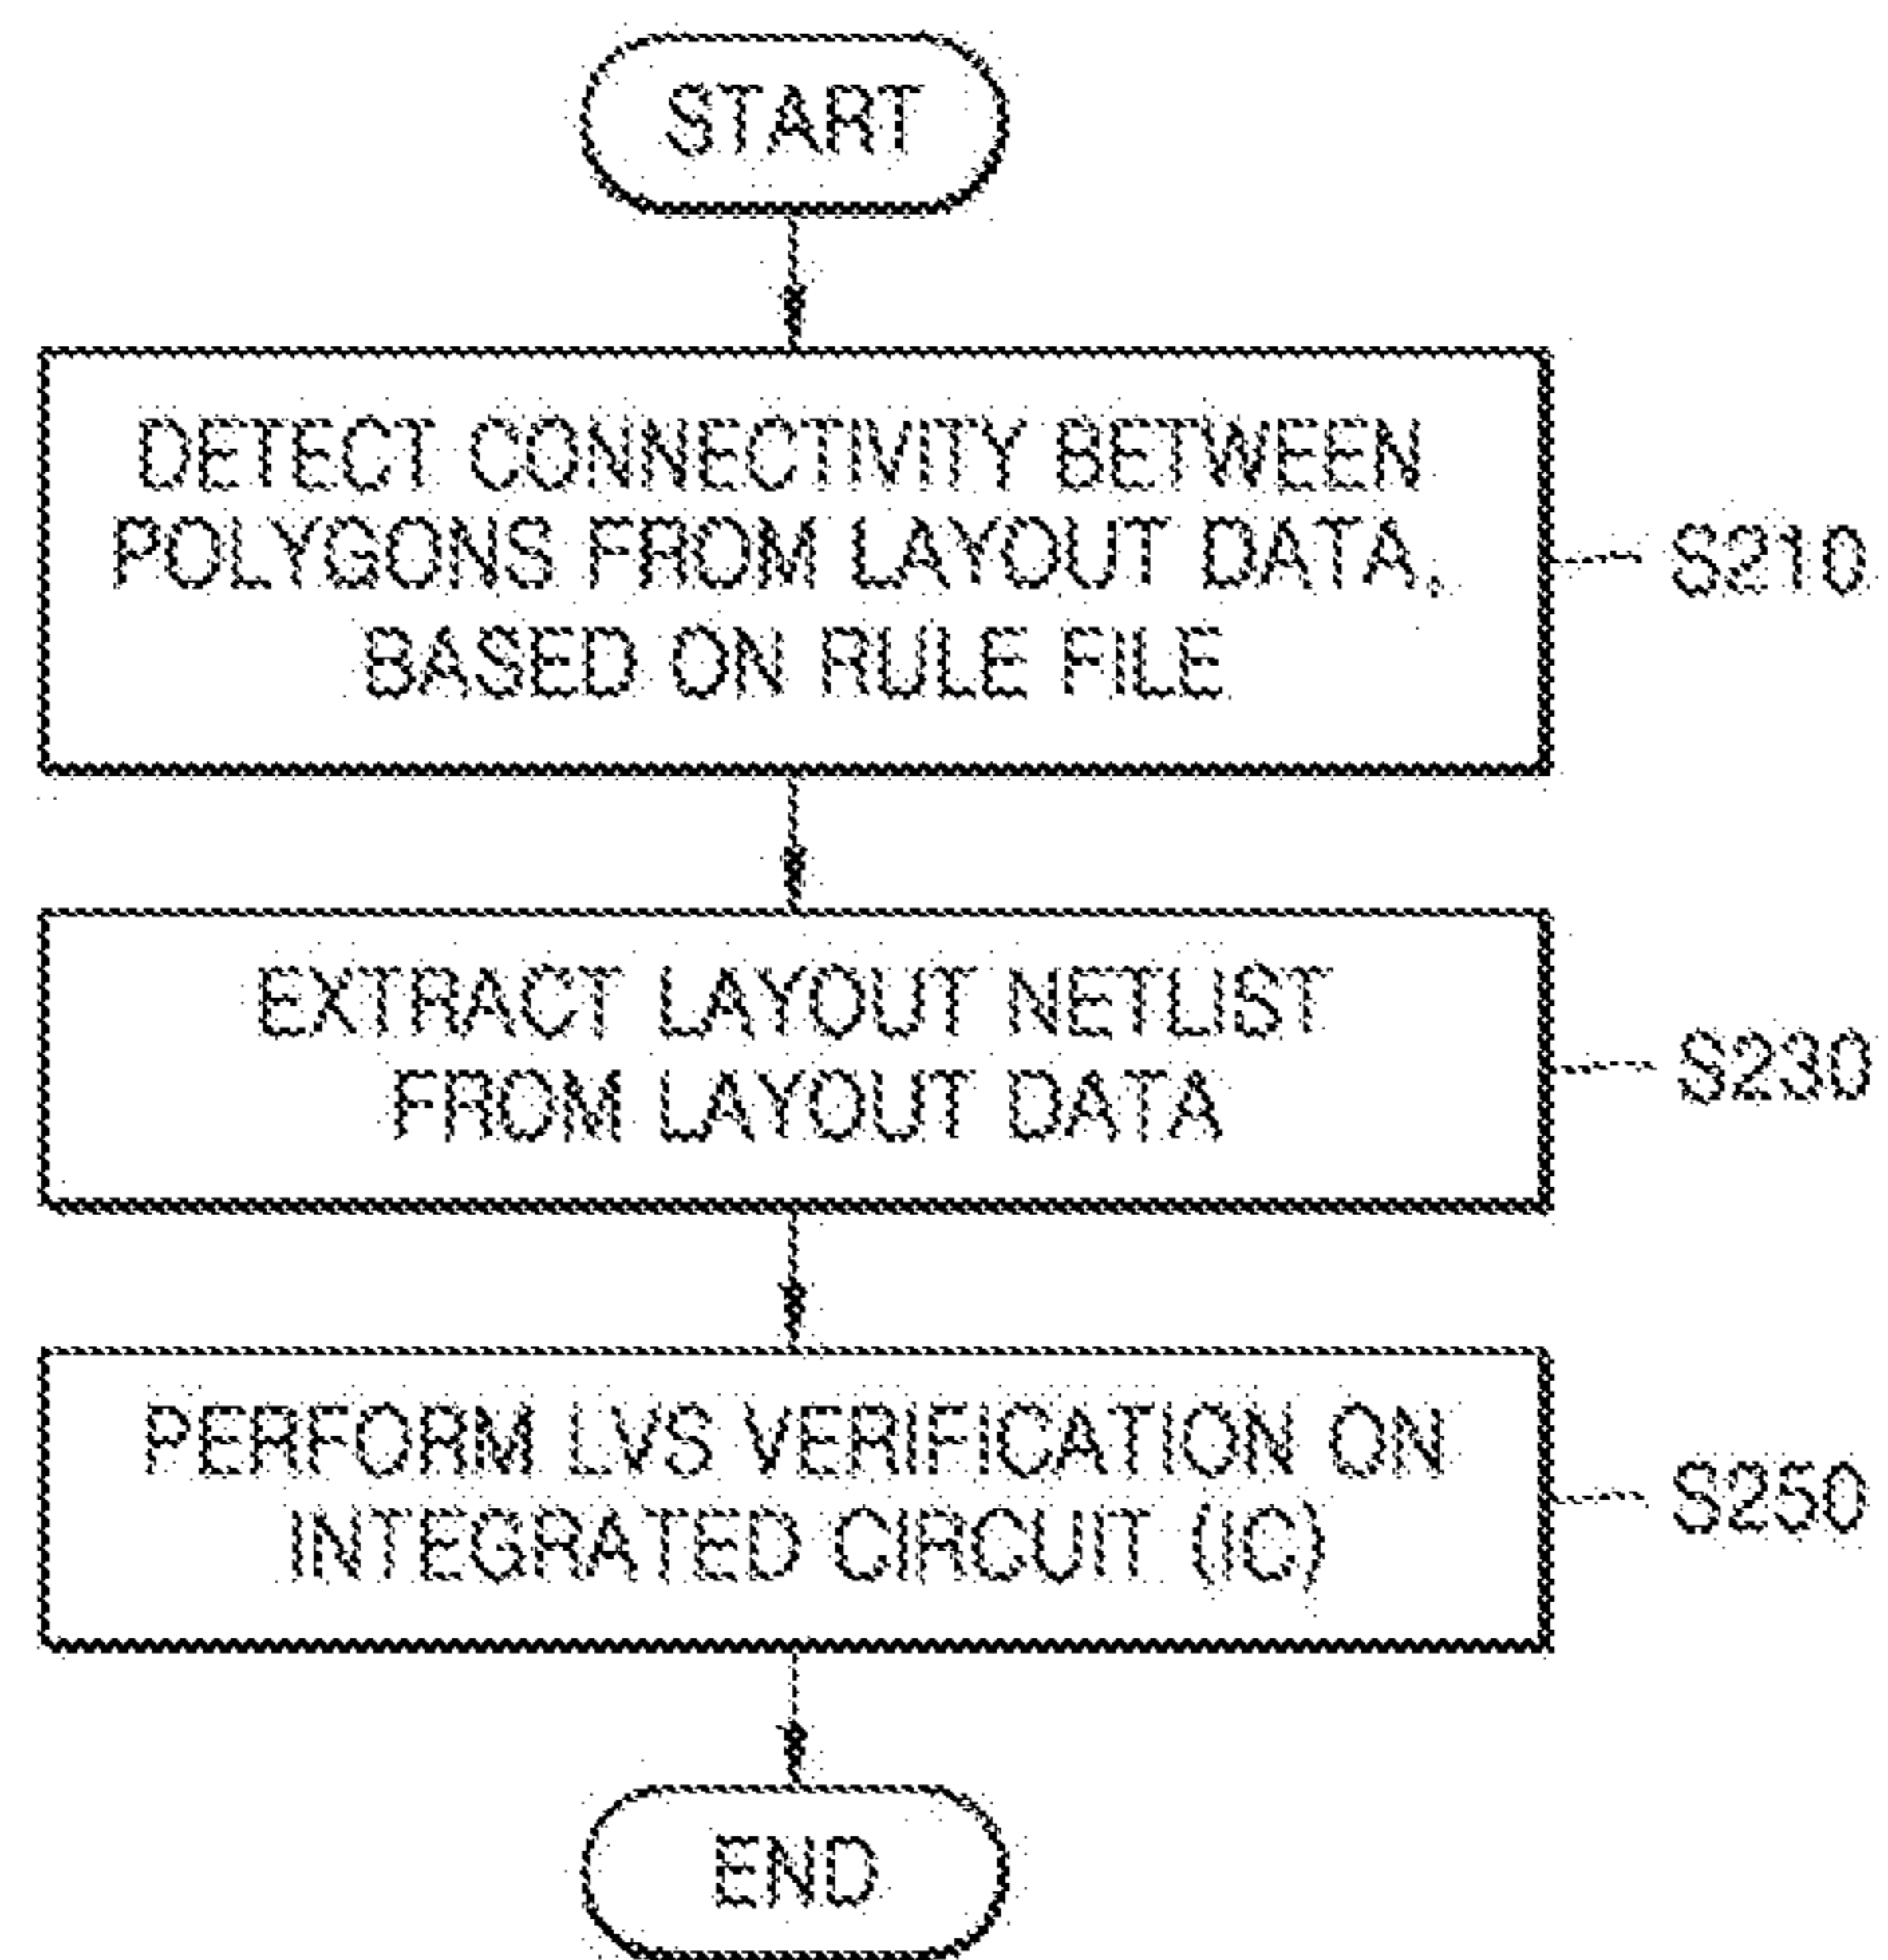 START
DETECT CONNECTIVITY BETWEEN
POLYGONS FROM LAYOUT DATA,
BASED ON RULE FILE
S210
EXTRACT LAYOUT NETLIST
FROM LAYOUT DATA
S230
PERFORM LVS VERIFICATION ON
INTEGRATED CIRCUIT (IC)
S250
END